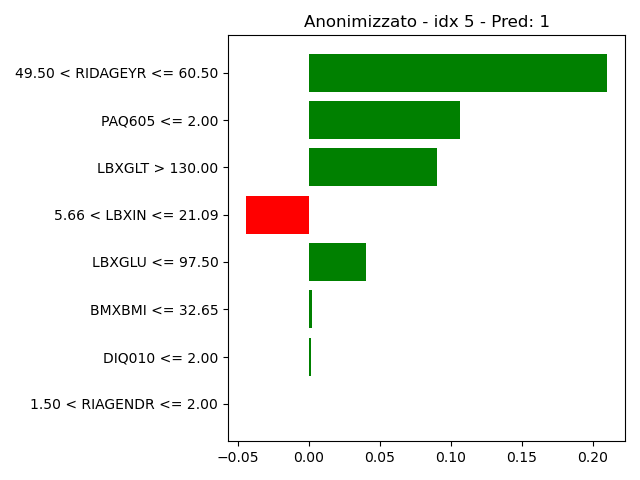 Anonimizzato - idx 5 - Pred: 1
49.50 < RIDAGEYR <= 60.50
PAQ605 <= 2.00
LBXGLT > 130.00
5.66 < LBXIN <= 21.09
LBXGLU <= 97.50
BMXBMI <= 32.65
DIQ010 <= 2.00
1.50 < RIAGENDR <= 2.00
−0.05 0.00 0.05 0.10 0.15 0.20